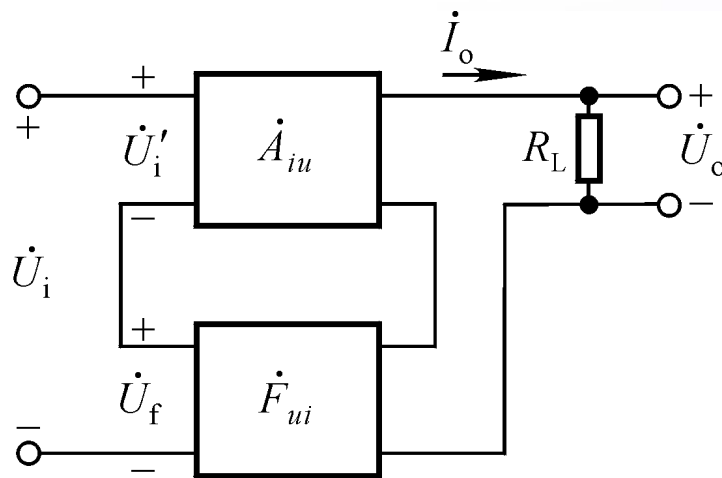 İ_o
+ +
+ U̇_i′ Ȧ_iu R_L U̇_o
− −
U̇_i
+
U̇_f Ḟ_ui
− −